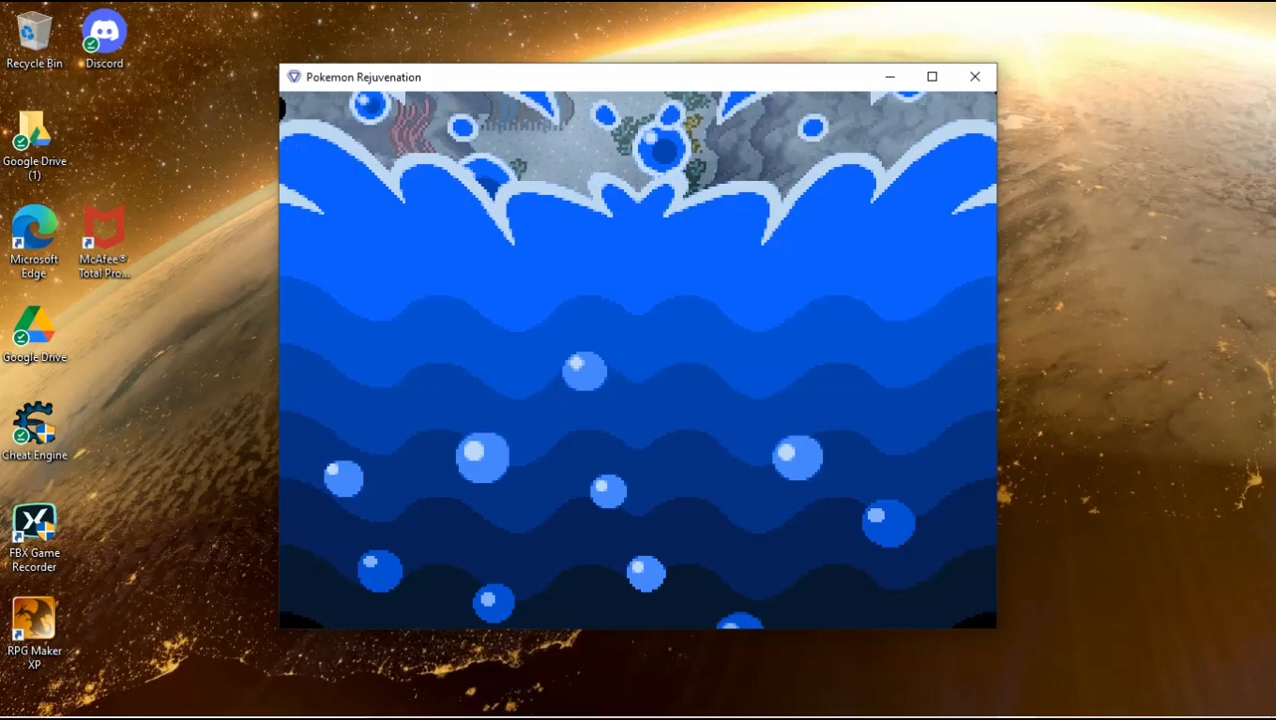 Recycle Bin
Discord
Google Drive
(1)
Microsoft
Edge
McAfee®
Total Pro...
Google Drive
Cheat Engine
FBX Game
Recorder
RPG Maker
XP
Pokemon Rejuvenation